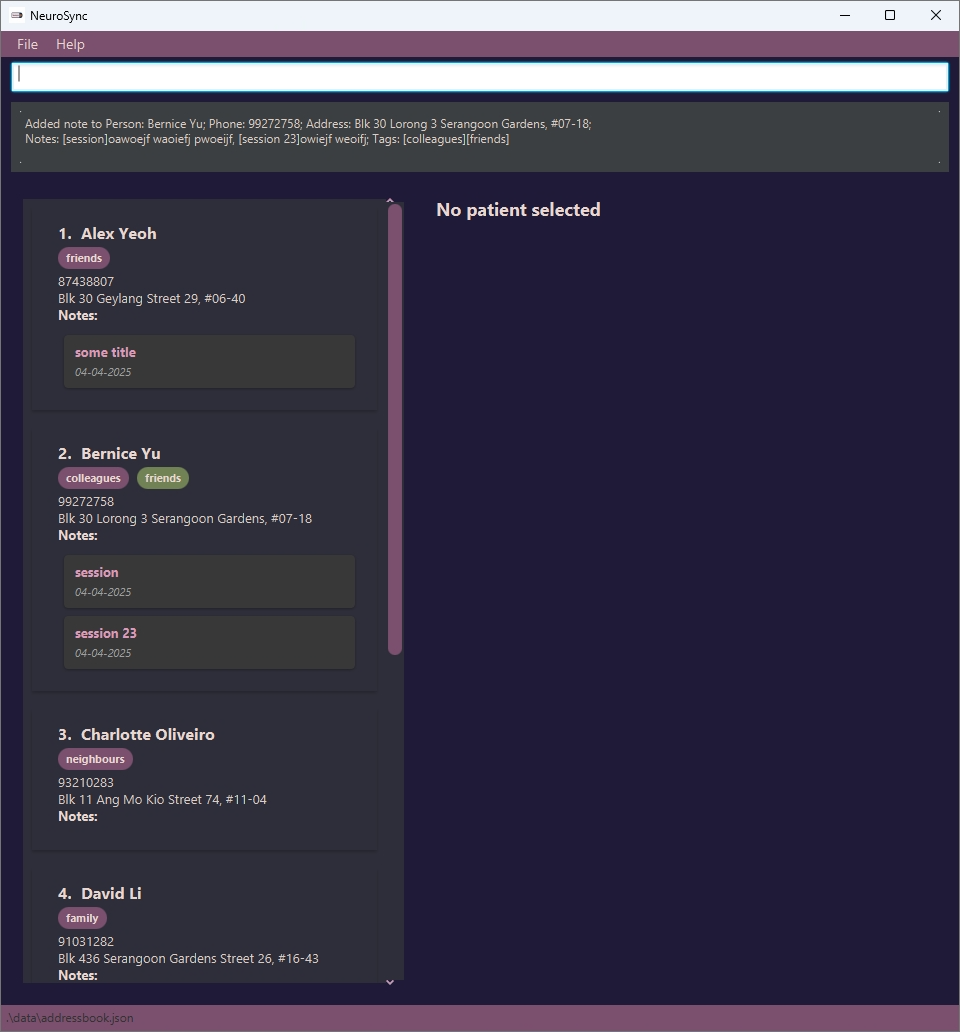 NeuroSync
File Help
Added note to Person: Bernice Yu; Phone: 99272758; Address: Blk 30 Lorong 3 Serangoon Gardens, #07-18;
Notes: [session]oawoejf waoiefj pwoeijf, [session 23]owiejf weoifj; Tags: [colleagues][friends]
No patient selected
1. Alex Yeoh
friends
87438807
Blk 30 Geylang Street 29, #06-40
Notes:
some title
04-04-2025
2. Bernice Yu
colleagues friends
99272758
Blk 30 Lorong 3 Serangoon Gardens, #07-18
Notes:
session
04-04-2025
session 23
04-04-2025
3. Charlotte Oliveiro
neighbours
93210283
Blk 11 Ang Mo Kio Street 74, #11-04
Notes:
4. David Li
family
91031282
Blk 436 Serangoon Gardens Street 26, #16-43
Notes:
.\data\addressbook.json